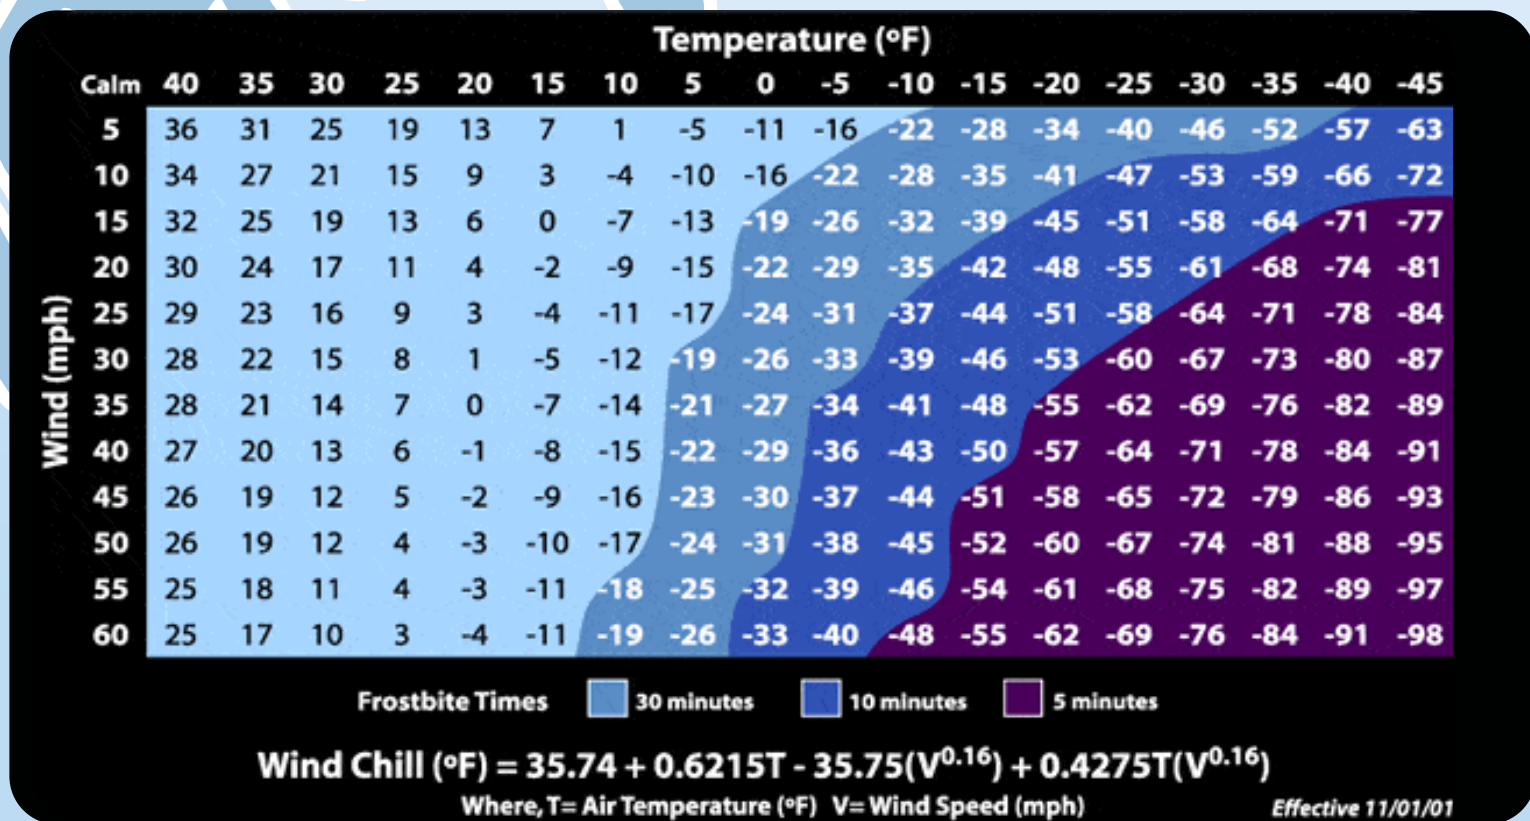 Temperature (ºF)
Calm 40 35 30 25 20 15 10 5 0 -5 -10 -15 -20 -25 -30 -35 -40 -45
Wind (mph)
5 36 31 25 19 13 7 1 -5 -11 -16 -22 -28 -34 -40 -46 -52 -57 -63
10 34 27 21 15 9 3 -4 -10 -16 -22 -28 -35 -41 -47 -53 -59 -66 -72
15 32 25 19 13 6 0 -7 -13 -19 -26 -32 -39 -45 -51 -58 -64 -71 -77
20 30 24 17 11 4 -2 -9 -15 -22 -29 -35 -42 -48 -55 -61 -68 -74 -81
25 29 23 16 9 3 -4 -11 -17 -24 -31 -37 -44 -51 -58 -64 -71 -78 -84
30 28 22 15 8 1 -5 -12 -19 -26 -33 -39 -46 -53 -60 -67 -73 -80 -87
35 28 21 14 7 0 -7 -14 -21 -27 -34 -41 -48 -55 -62 -69 -76 -82 -89
40 27 20 13 6 -1 -8 -15 -22 -29 -36 -43 -50 -57 -64 -71 -78 -84 -91
45 26 19 12 5 -2 -9 -16 -23 -30 -37 -44 -51 -58 -65 -72 -79 -86 -93
50 26 19 12 4 -3 -10 -17 -24 -31 -38 -45 -52 -60 -67 -74 -81 -88 -95
55 25 18 11 4 -3 -11 -18 -25 -32 -39 -46 -54 -61 -68 -75 -82 -89 -97
60 25 17 10 3 -4 -11 -19 -26 -33 -40 -48 -55 -62 -69 -76 -84 -91 -98
Frostbite Times 30 minutes 10 minutes 5 minutes
Wind Chill (ºF) = 35.74 + 0.6215T - 35.75(V^0.16) + 0.4275T(V^0.16)
Where, T= Air Temperature (ºF) V= Wind Speed (mph) Effective 11/01/01